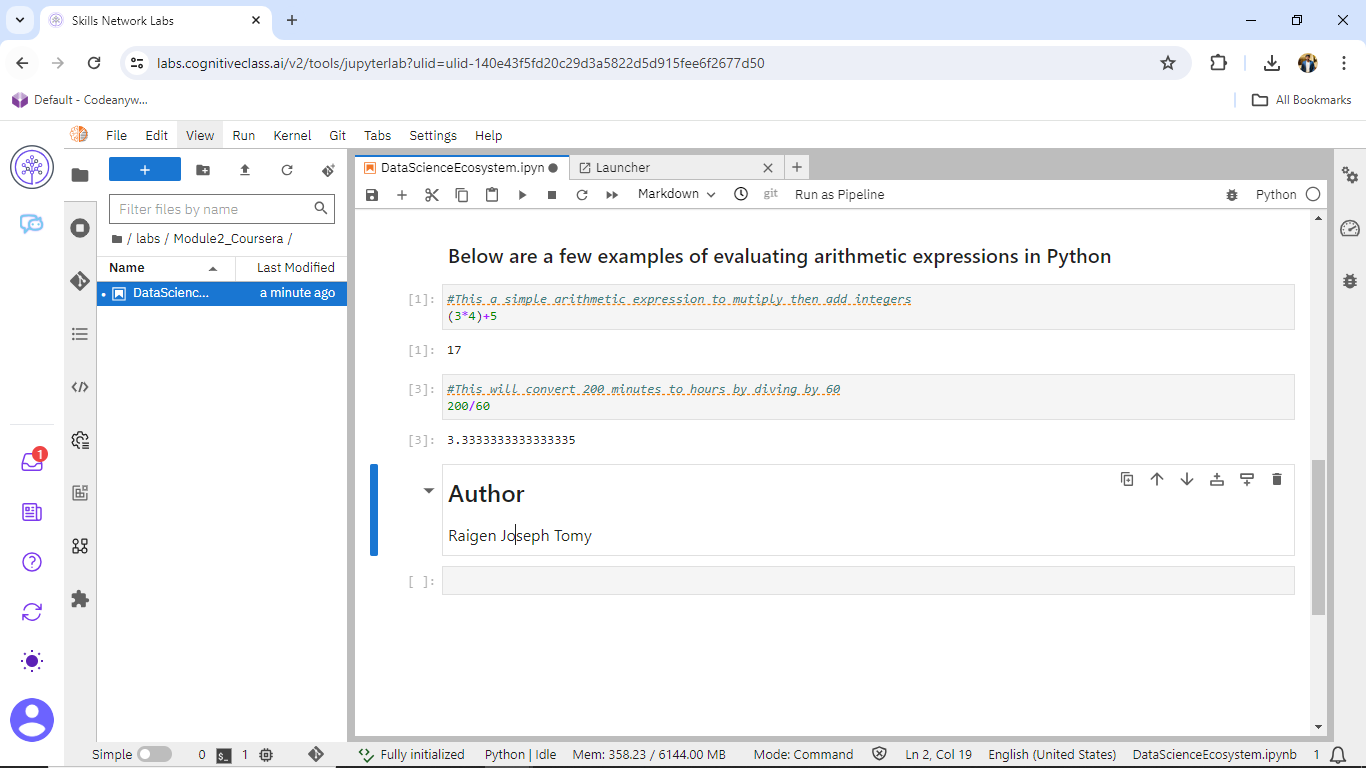 Skills Network Labs
labs.cognitiveclass.ai/v2/tools/jupyterlab?ulid=ulid-140e43f5fd20c29d3a5822d5d915fee6f2677d50
Default - Codeanyw...
All Bookmarks
File Edit View Run Kernel Git Tabs Settings Help
DataScienceEcosystem.ipyn
Launcher
Markdown
git
Run as Pipeline
Python
Filter files by name
/ labs / Module2_Coursera /
Name
Last Modified
DataScienc...
a minute ago
Below are a few examples of evaluating arithmetic expressions in Python
[1]: #This a simple arithmetic expression to mutiply then add integers
(3*4)+5
[1]: 17
[3]: #This will convert 200 minutes to hours by diving by 60
200/60
[3]: 3.3333333333333335
Author
Raigen Joseph Tomy
[ ]:
1
Simple
0
$_
1
Fully initialized
Python | Idle
Mem: 358.23 / 6144.00 MB
Mode: Command
Ln 2, Col 19
English (United States)
DataScienceEcosystem.ipynb
1